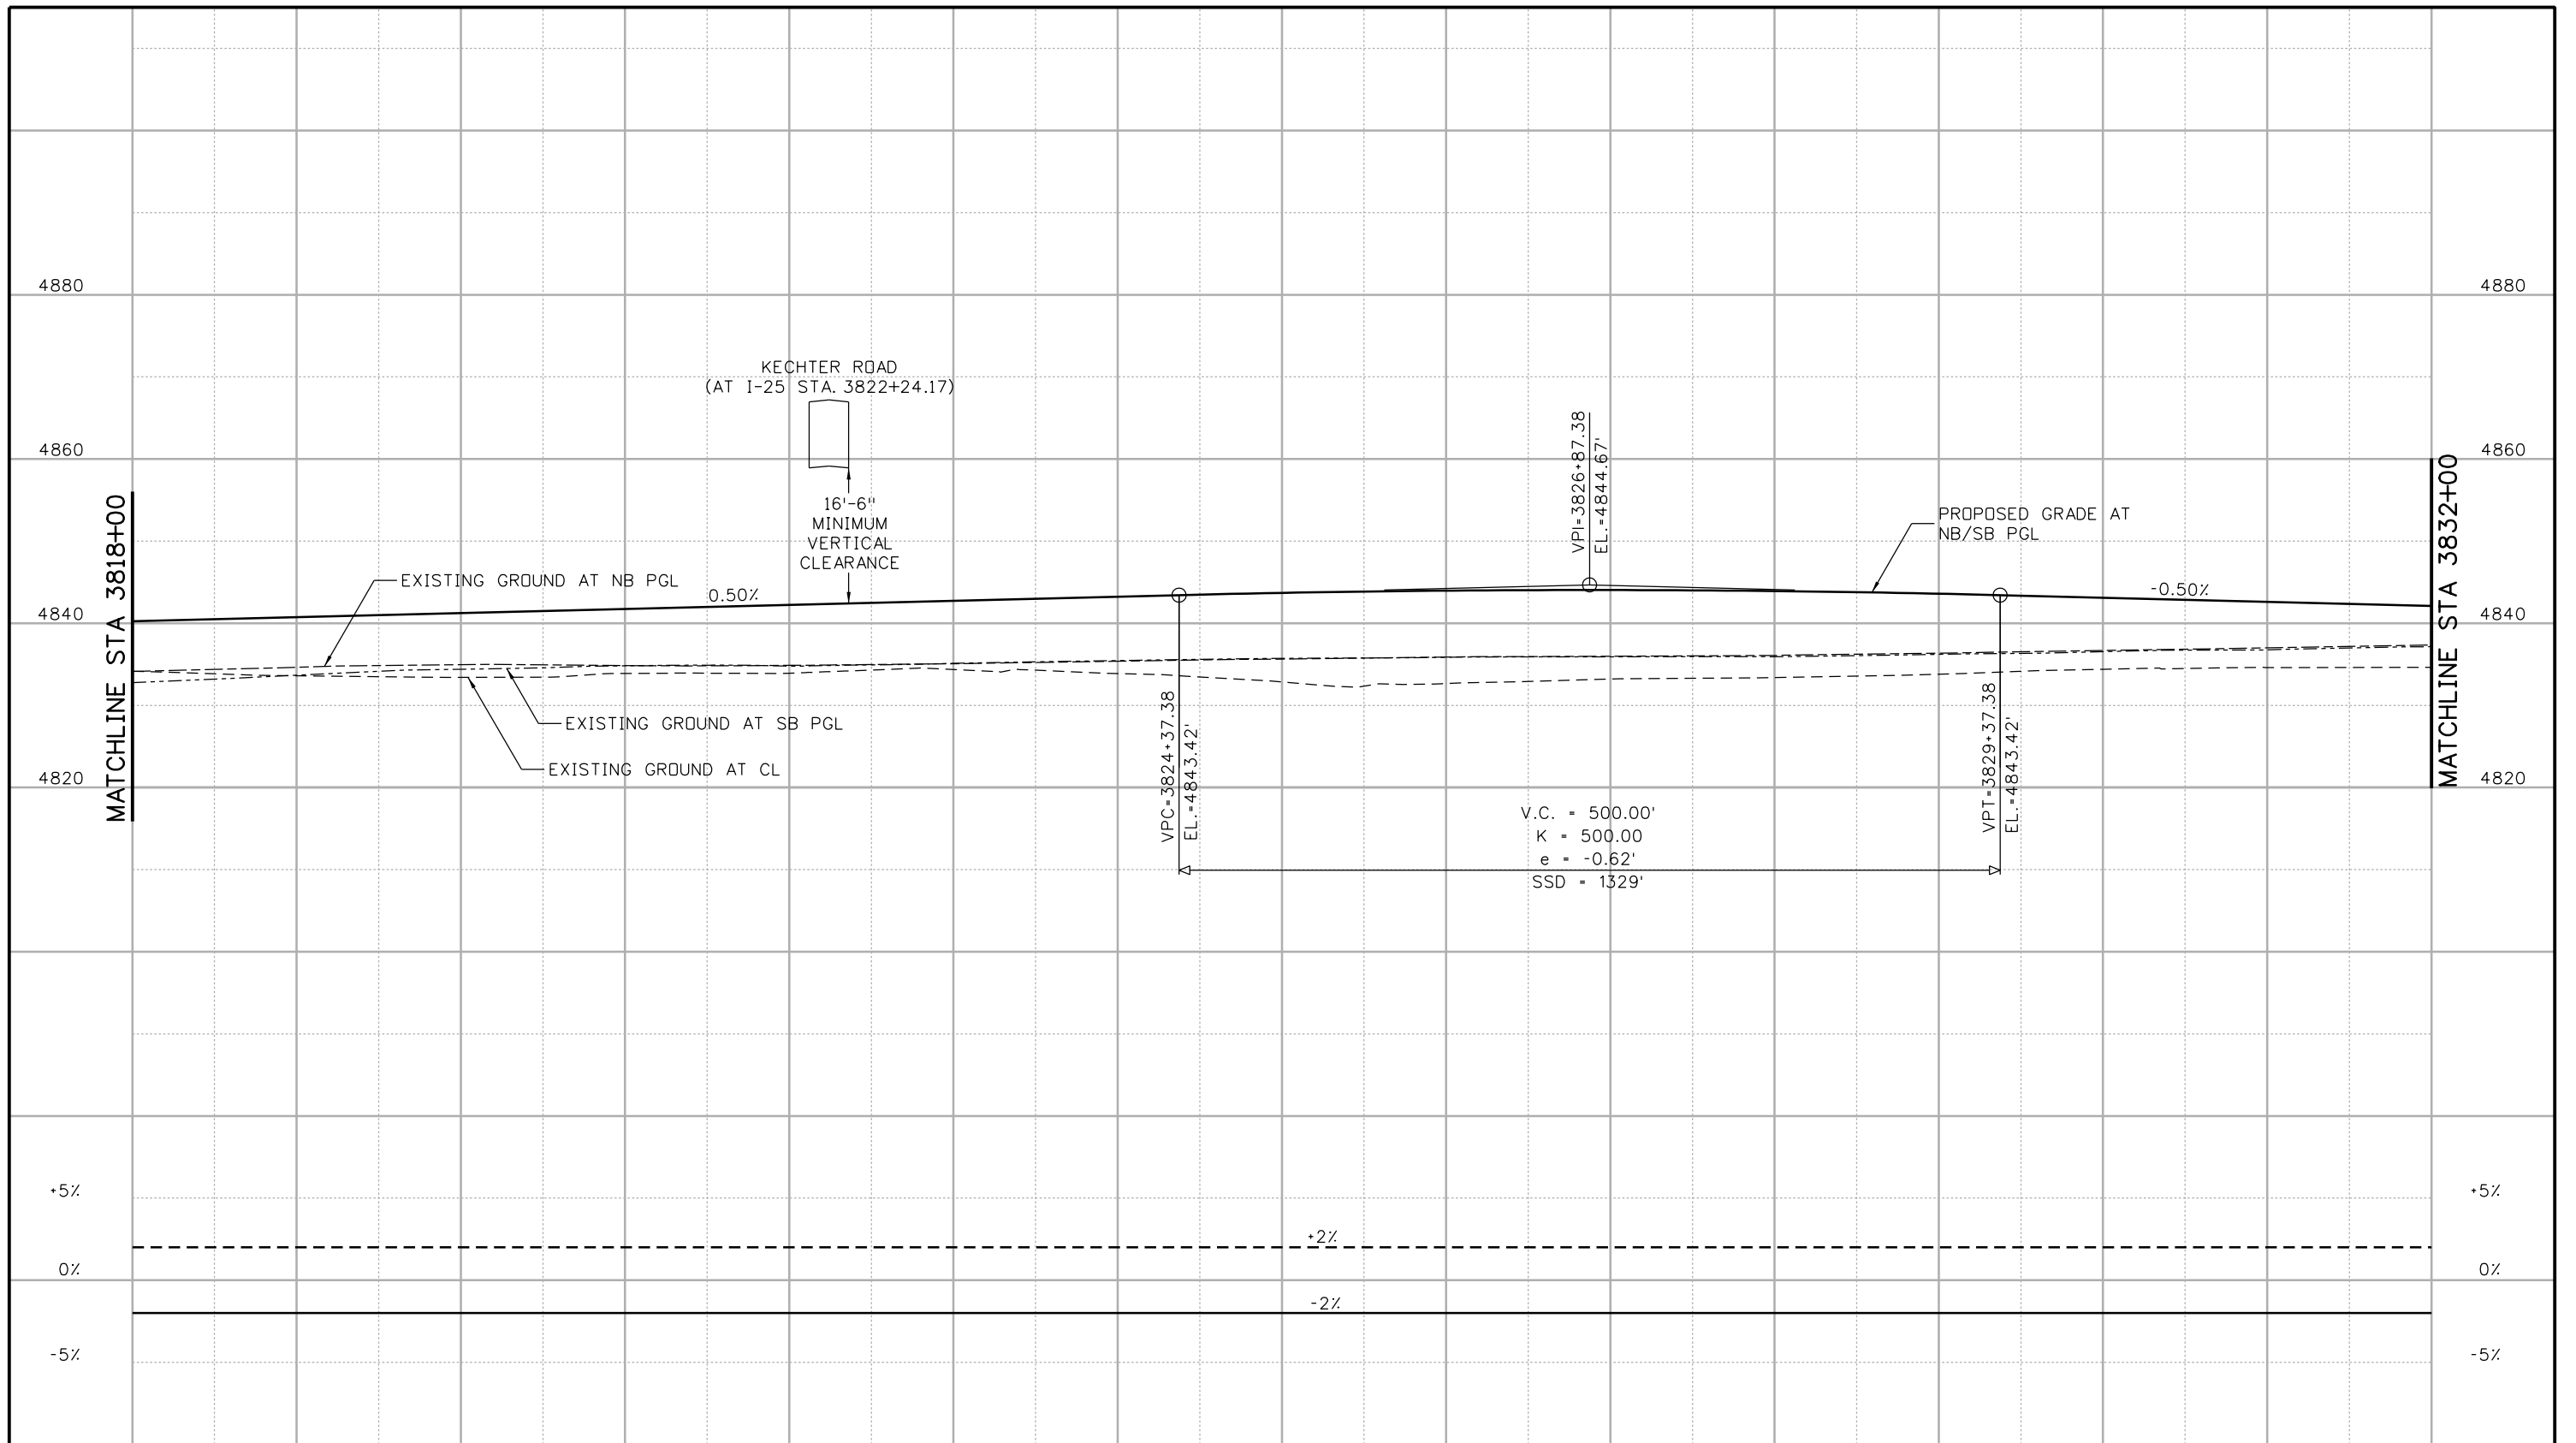 4880
4880
KECHTER ROAD
(AT I-25 STA. 3822+24.17)
4860
4860
MATCHLINE STA 3818+00
16'-6"
MINIMUM
VERTICAL
CLEARANCE
VPI=3826+87.38
EL.=4844.67'
PROPOSED GRADE AT
NB/SB PGL
MATCHLINE STA 3832+00
EXISTING GROUND AT NB PGL
0.50%
-0.50%
4840
4840
EXISTING GROUND AT SB PGL
EXISTING GROUND AT CL
4820
4820
VPC=3824+37.38
EL.=4843.42'
VPT=3829+37.38
EL.=4843.42'
V.C. = 500.00'
K = 500.00
e = -0.62'
SSD = 1329'
+5%
+5%
+2%
0%
0%
-2%
-5%
-5%